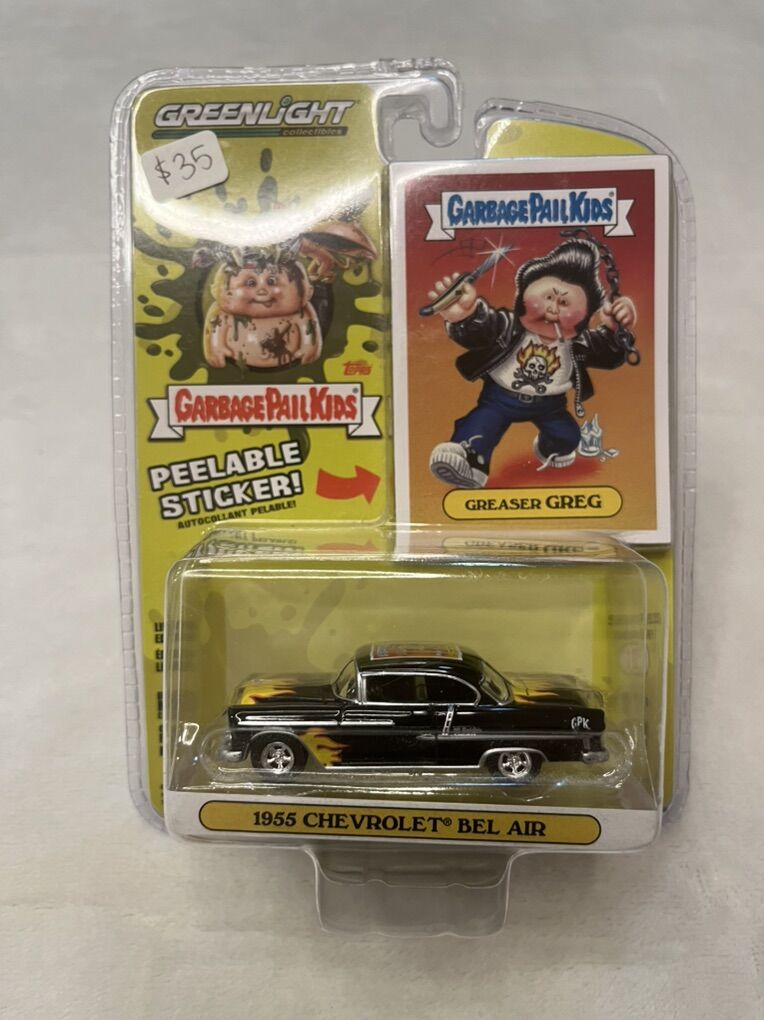 GREENLIGHT
collectibles
$35
Topps
GARBAGE PAIL KIDS
PEELABLE
STICKER!
AUTOCOLLANT PELABLE!
GARBAGE PAIL KIDS
GREASER GREG
GPK
1955 CHEVROLET® BEL AIR